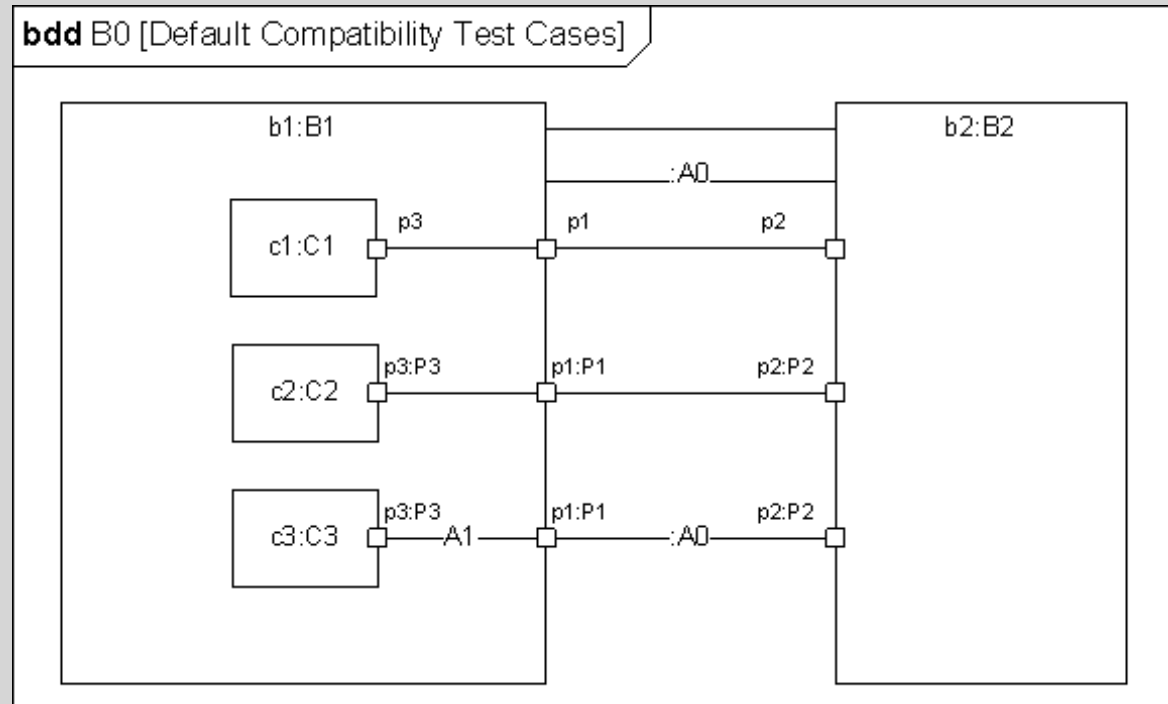 bdd B0 [Default Compatibility Test Cases]
b1:B1
b2:B2
:A0
p3
p1
p2
c1:C1
p3:P3
p1:P1
p2:P2
c2:C2
p3:P3
p1:P1
p2:P2
c3:C3
A1
:A0